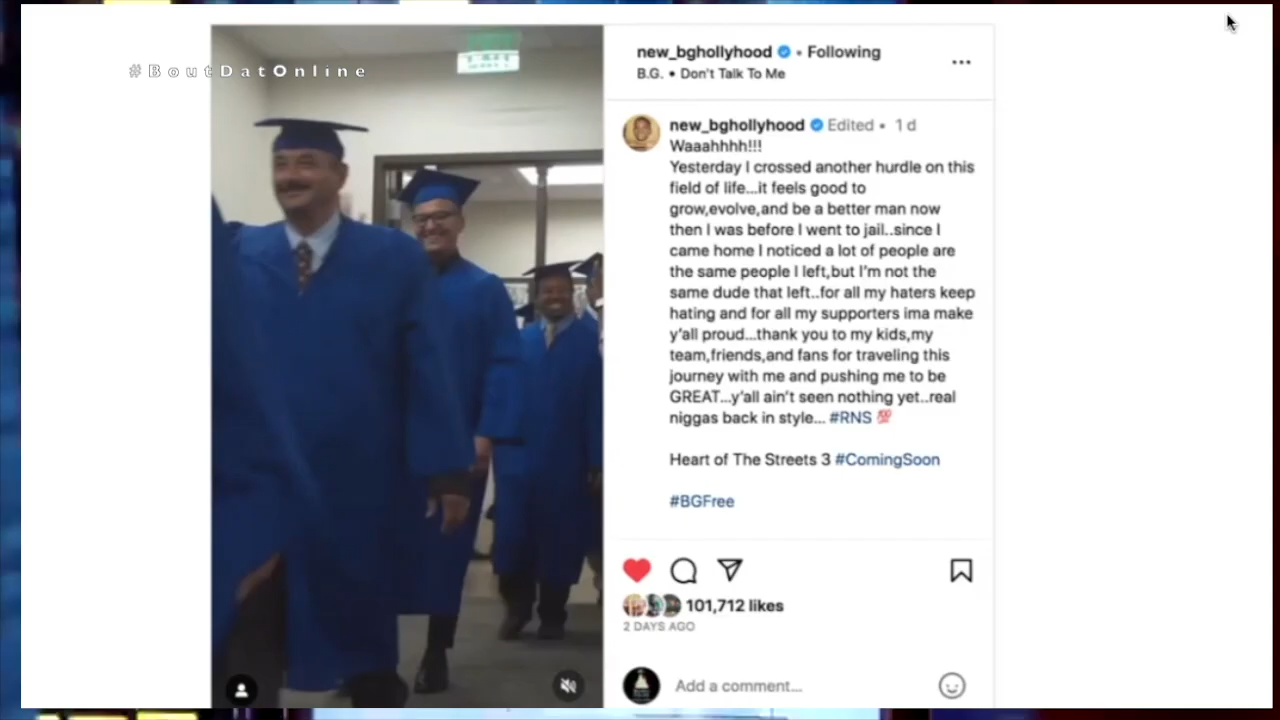 #BoutDatOnline
new_bghollyhood • Following
B.G. • Don't Talk To Me
new_bghollyhood Edited • 1 d
Waaahhhh!!!
Yesterday I crossed another hurdle on this
field of life...it feels good to
grow,evolve,and be a better man now
then I was before I went to jail..since I
came home I noticed a lot of people are
the same people I left,but I'm not the
same dude that left..for all my haters keep
hating and for all my supporters ima make
y'all proud...thank you to my kids,my
team,friends,and fans for traveling this
journey with me and pushing me to be
GREAT...y'all ain't seen nothing yet..real
niggas back in style... #RNS 💯
Heart of The Streets 3 #ComingSoon
#BGFree
101,712 likes
2 DAYS AGO
Add a comment...